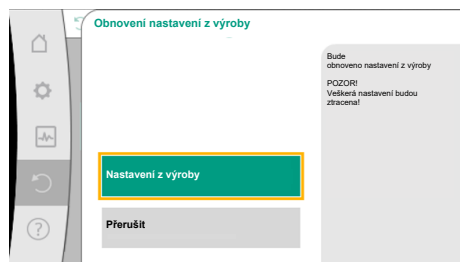 Obnovení nastavení z výroby
Bude
obnoveno nastavení z výroby
POZOR!
Veškerá nastavení budou
ztracena!
Nastavení z výroby
Přerušit